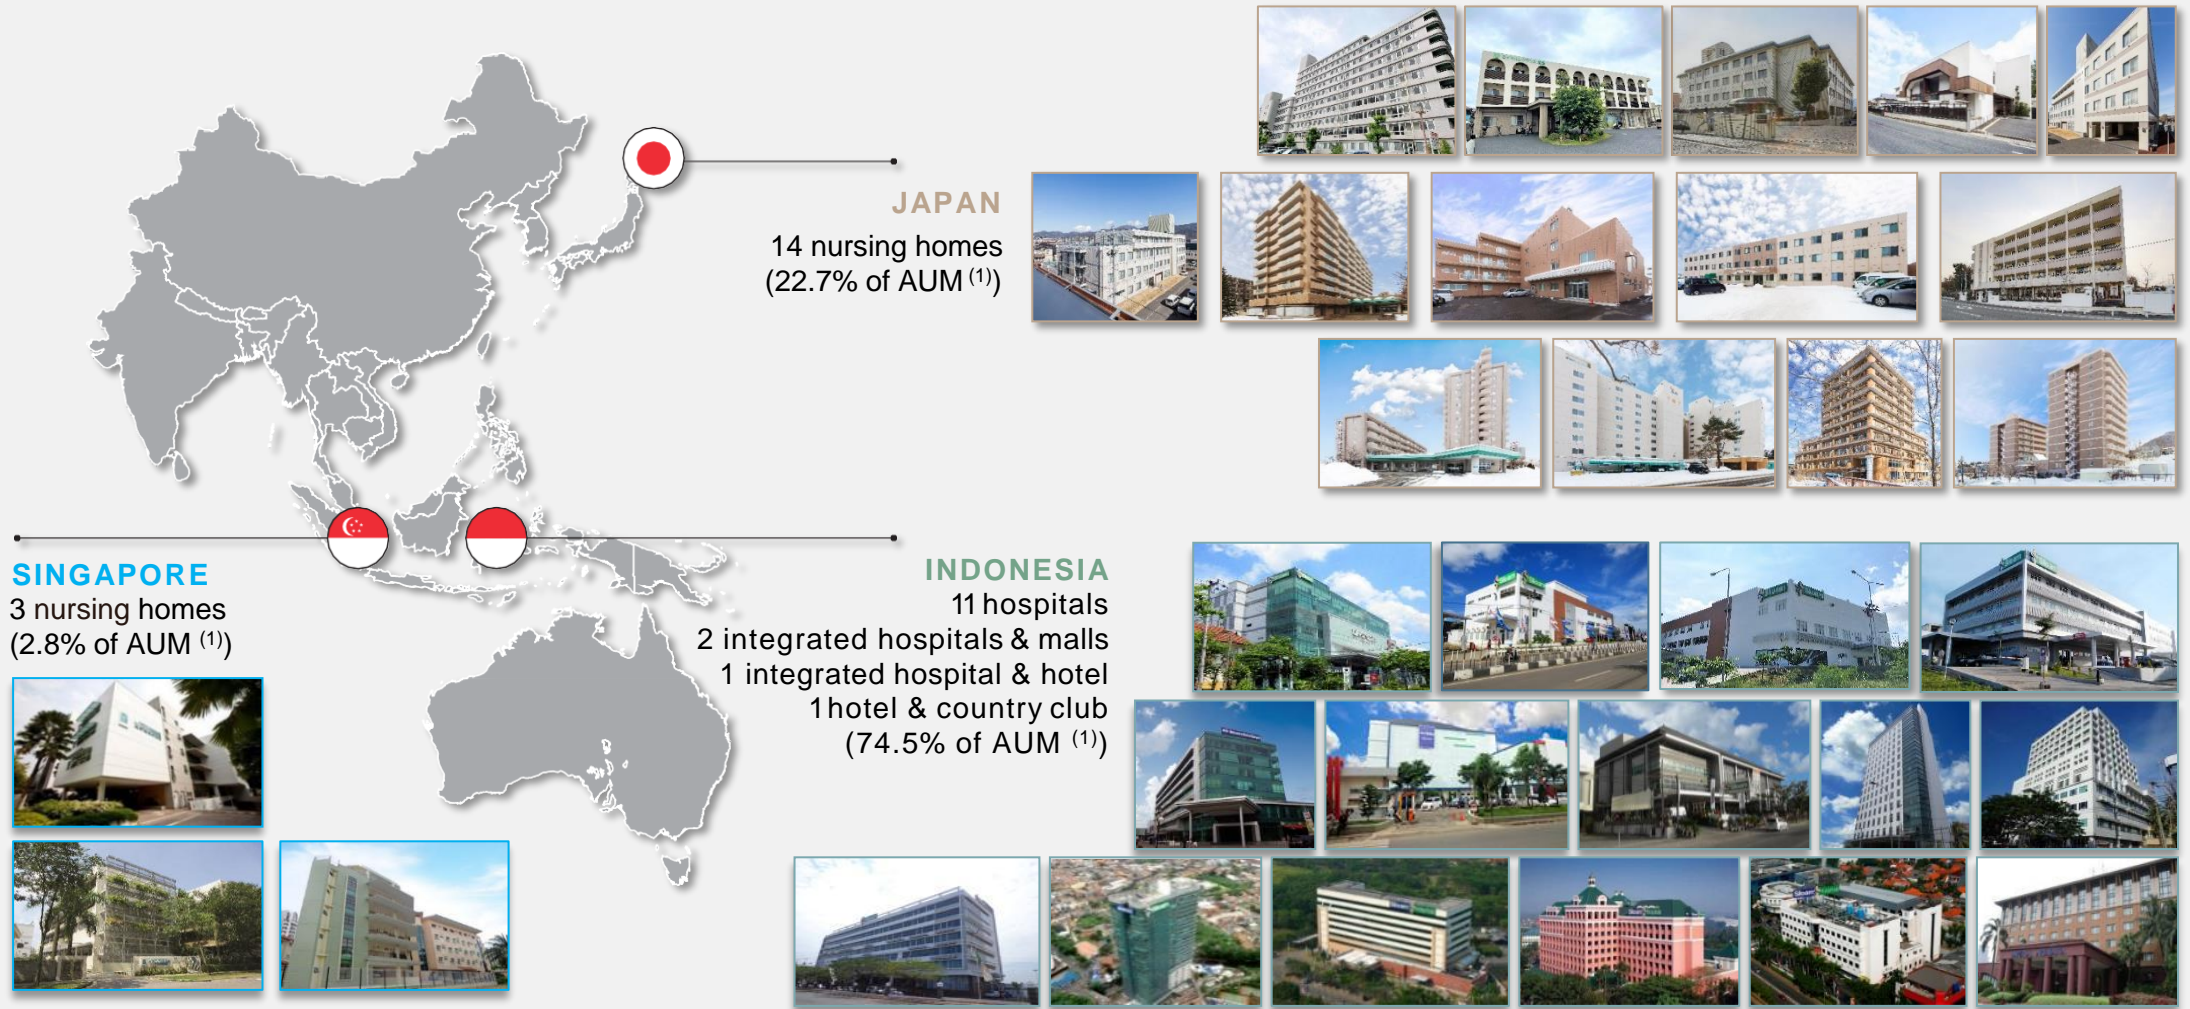 JAPAN
14 nursing homes
(22.7% of AUM (1))
SINGAPORE
3 nursing homes
(2.8% of AUM (1))
INDONESIA
11 hospitals
2 integrated hospitals & malls
1 integrated hospital & hotel
1 hotel & country club
(74.5% of AUM (1))